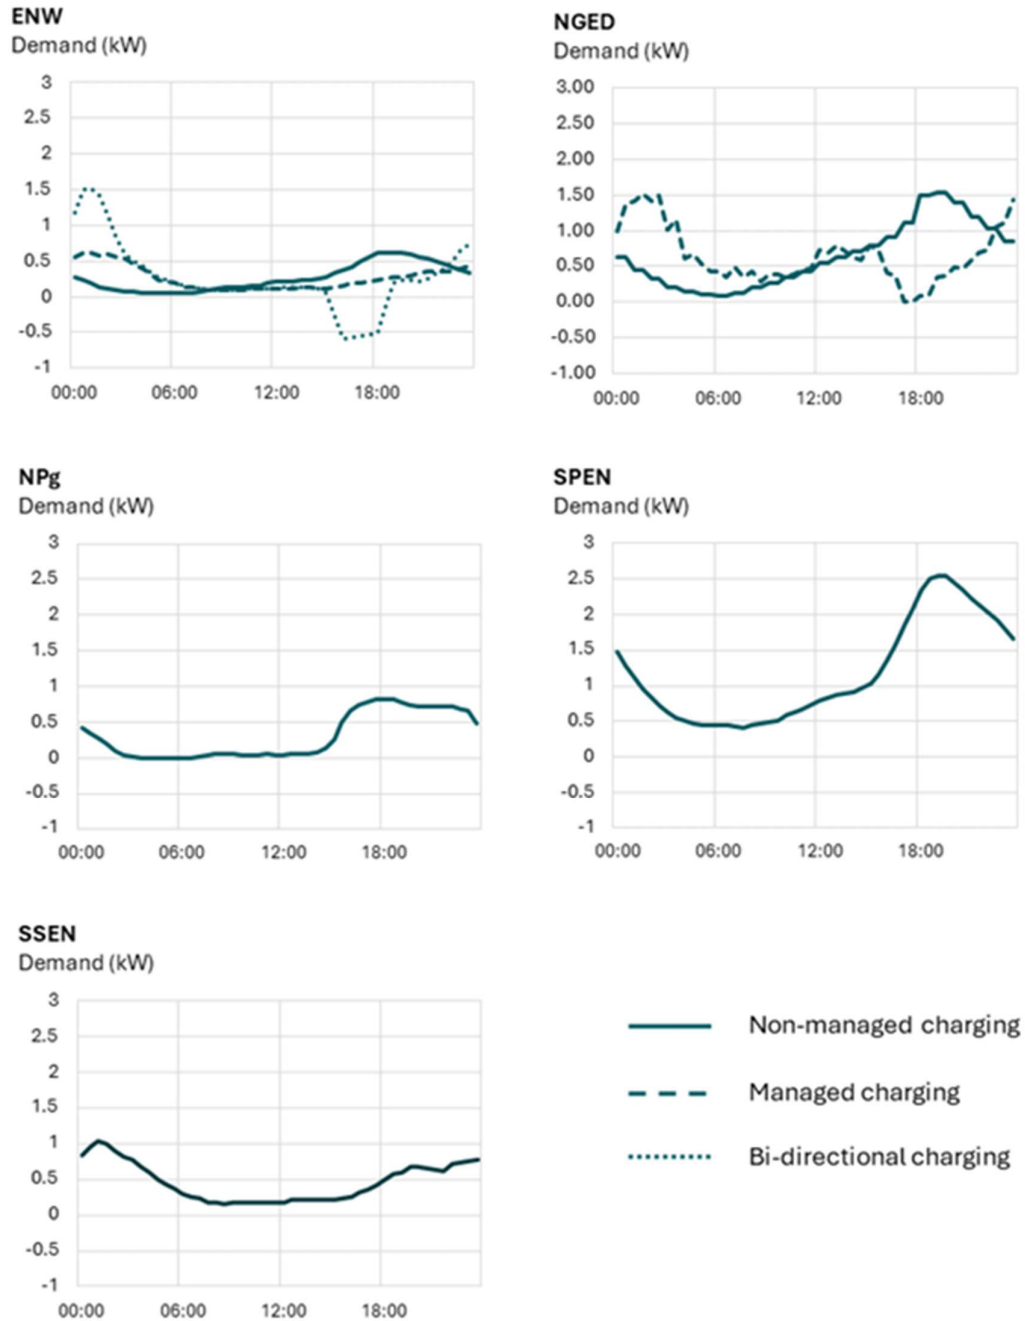 ENW
Demand (kW)
3
2.5
2
1.5
1
0.5
0
-0.5
-1
00:00 06:00 12:00 18:00
NGED
Demand (kW)
3.00
2.50
2.00
1.50
1.00
0.50
0.00
-0.50
-1.00
00:00 06:00 12:00 18:00
NPg
Demand (kW)
3
2.5
2
1.5
1
0.5
0
-0.5
-1
00:00 06:00 12:00 18:00
SPEN
Demand (kW)
3
2.5
2
1.5
1
0.5
0
-0.5
-1
00:00 06:00 12:00 18:00
SSEN
Demand (kW)
3
2.5
2
1.5
1
0.5
0
-0.5
-1
00:00 06:00 12:00 18:00
Non-managed charging
Managed charging
Bi-directional charging